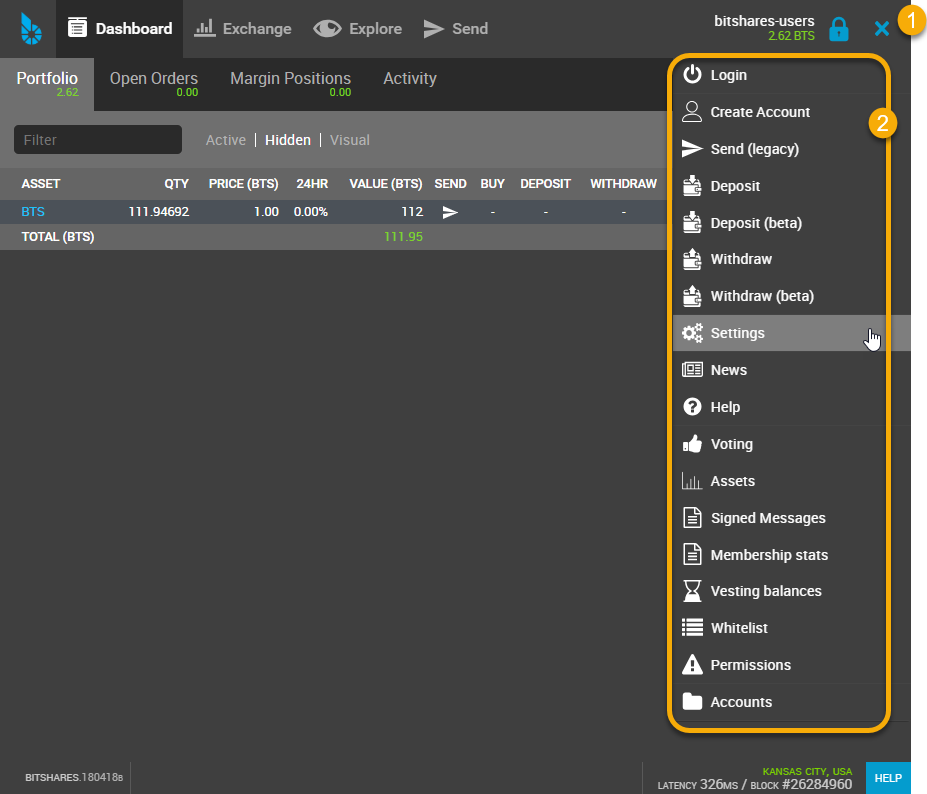 Dashboard Exchange Explore Send bitshares-users 1
2.62 BTS
Portfolio Open Orders Margin Positions Activity
2.62 0.00 0.00
Filter Active | Hidden | Visual
ASSET QTY PRICE (BTS) 24HR VALUE (BTS) SEND BUY DEPOSIT WITHDRAW
BTS 111.94692 1.00 0.00% 112 - - -
TOTAL (BTS) 111.95
2
Login
Create Account
Send (legacy)
Deposit
Deposit (beta)
Withdraw
Withdraw (beta)
Settings
News
Help
Voting
Assets
Signed Messages
Membership stats
Vesting balances
Whitelist
Permissions
Accounts
BITSHARES.180418B
KANSAS CITY, USA
LATENCY 326MS / BLOCK #26284960
HELP